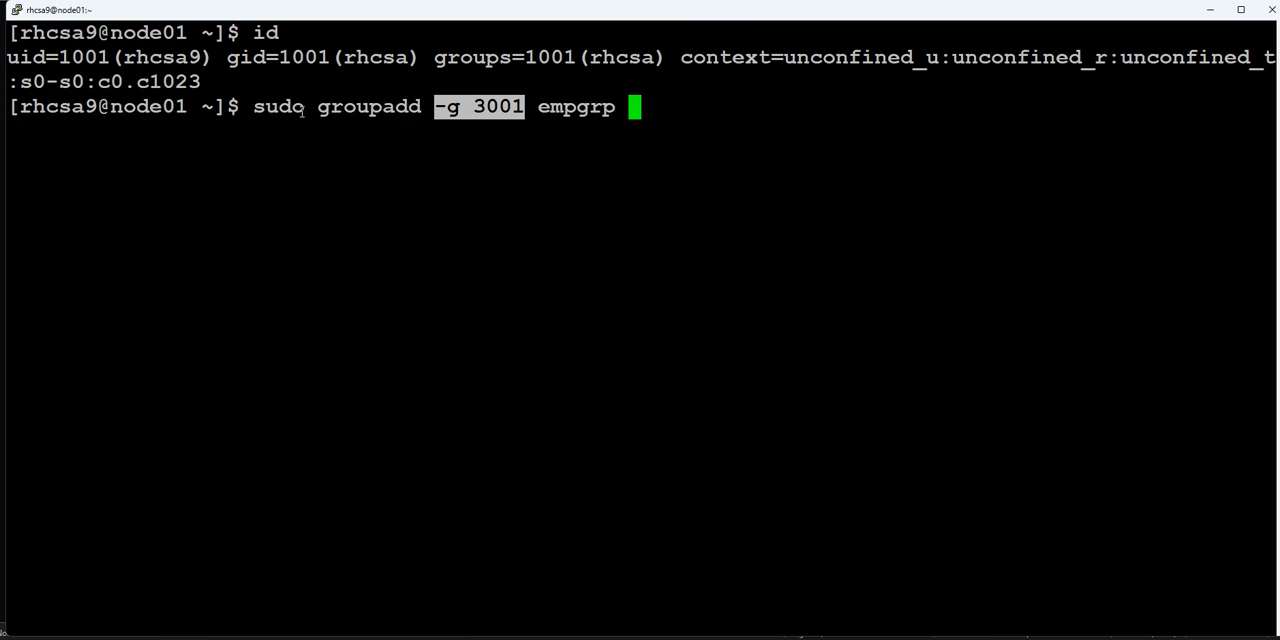 rhcsa9@node01:~
[rhcsa9@node01 ~]$ id
uid=1001(rhcsa9) gid=1001(rhcsa) groups=1001(rhcsa) context=unconfined_u:unconfined_r:unconfined_t
:s0-s0:c0.c1023
[rhcsa9@node01 ~]$ sudo groupadd -g 3001 empgrp